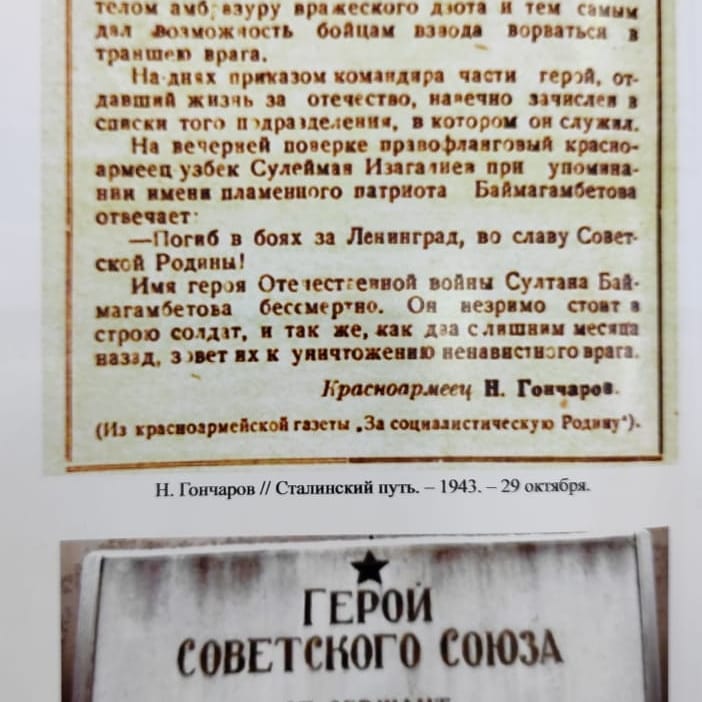 телом амбразуру вражеского дзота и тем самым
дал возможность бойцам взвода ворваться в
траншею врага.
На-днях приказом командира части герой, от-
давший жизнь за отечество, навечно зачислен в
списки того подразделения, в котором он служил.
На вечерней поверке правофланговый красно-
армеец узбек Сулейман Изагалиев при упомина-
нии имени пламенного патриота Баймагамбетова
отвечает:
—Погиб в боях за Ленинград, во славу Совет-
ской Родины!
Имя героя Отечественной войны Султана Бай-
магамбетова бессмертно. Он незримо стоит в
строю солдат, и так же, как два с лишним месяца
назад, зовет их к уничтожению ненавистного врага.
Красноармеец Н. Гончаров.
(Из красноармейской газеты „За социалистическую Родину“).
Н. Гончаров // Сталинский путь. – 1943. – 29 октября.
ГЕРОЙ
СОВЕТСКОГО СОЮЗА